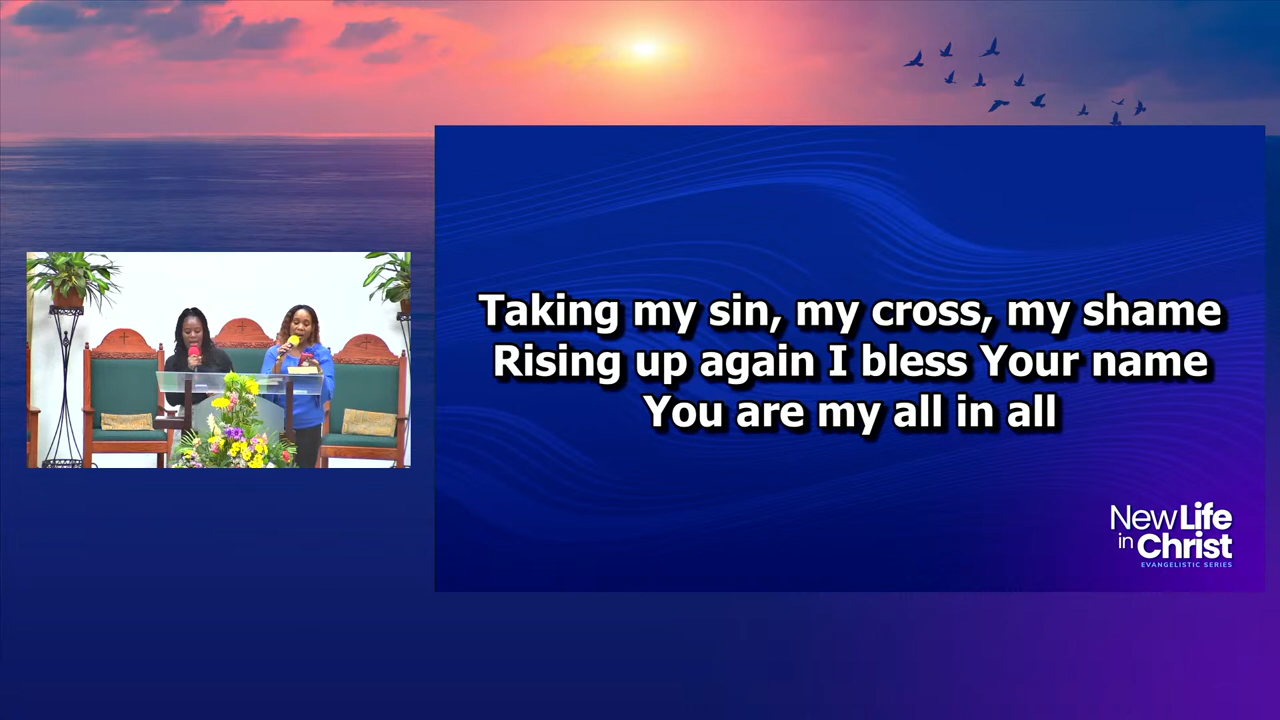 Taking my sin, my cross, my shame
Rising up again I bless Your name
You are my all in all
New Life
in Christ
EVANGELISTIC SERIES